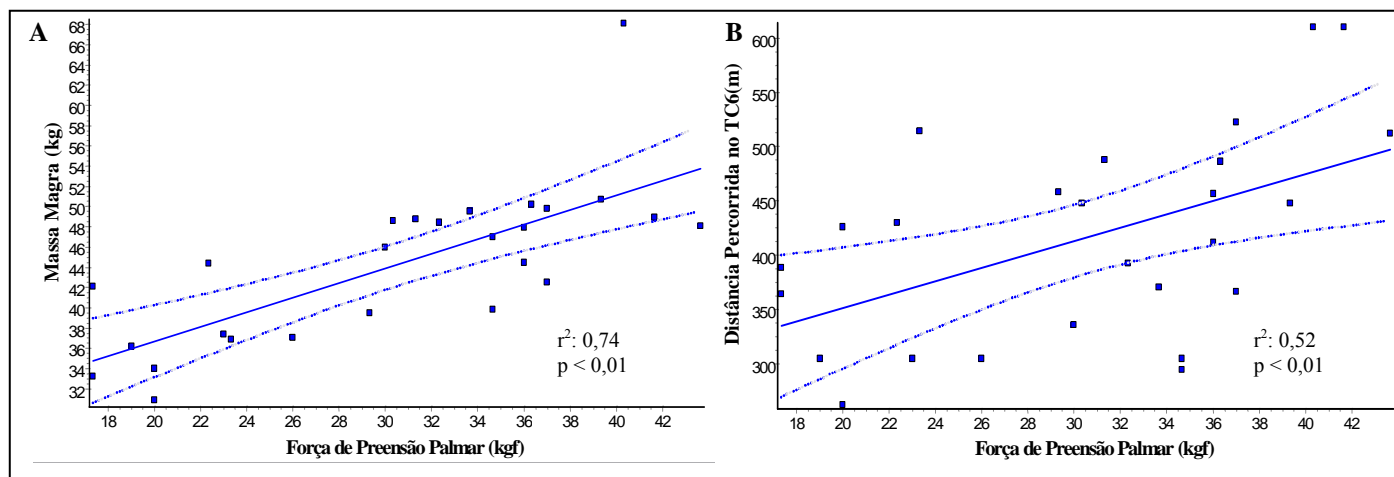 A
Massa Magra (kg)
68
66
64
62
60
58
56
54
52
50
48
46
44
42
40
38
36
34
32
r²: 0,74
p < 0,01
18 20 22 24 26 28 30 32 34 36 38 40 42
Força de Preensão Palmar (kgf)
B
Distância Percorrida no TC6(m)
600
550
500
450
400
350
300
r²: 0,52
p < 0,01
18 20 22 24 26 28 30 32 34 36 38 40 42
Força de Preensão Palmar (kgf)